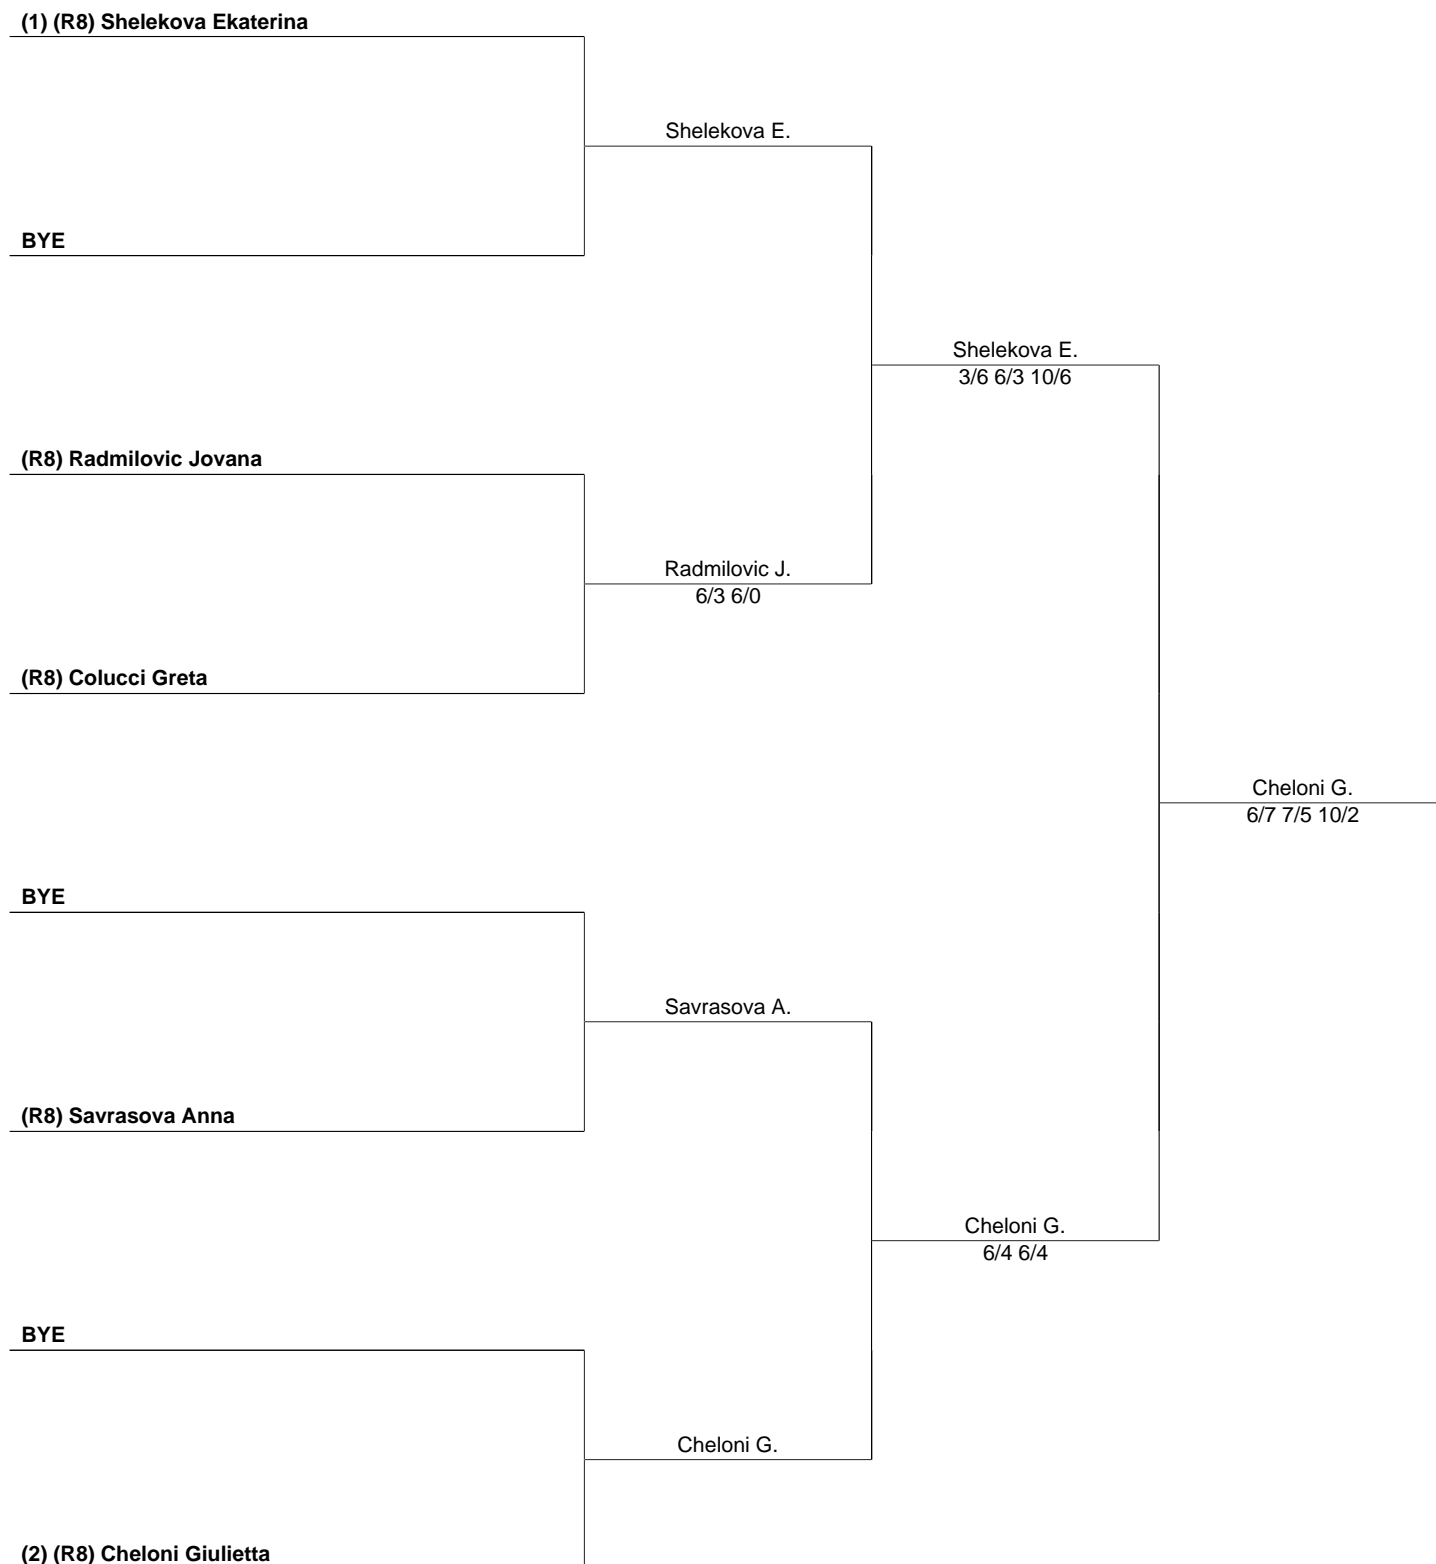 (1) (R8) Shelekova Ekaterina
Shelekova E.
BYE
Shelekova E.
3/6 6/3 10/6
(R8) Radmilovic Jovana
Radmilovic J.
6/3 6/0
(R8) Colucci Greta
Cheloni G.
6/7 7/5 10/2
BYE
Savrasova A.
(R8) Savrasova Anna
Cheloni G.
6/4 6/4
BYE
Cheloni G.
(2) (R8) Cheloni Giulietta